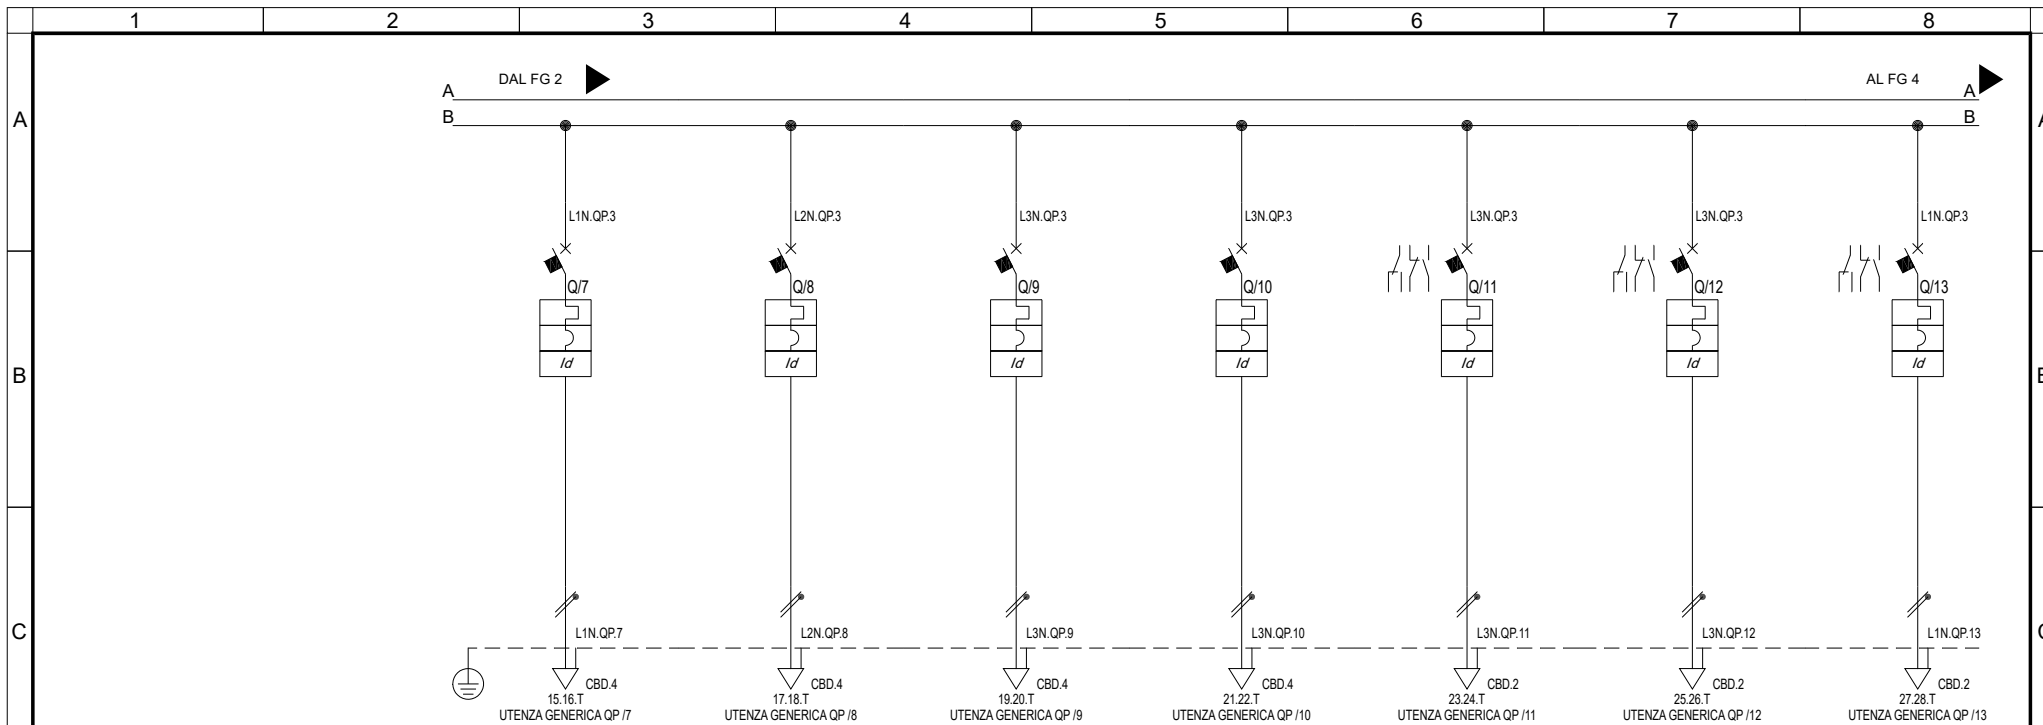 1 2 3 4 5 6 7 8
DAL FG 2 AL FG 4
A A
A B B
L1N.QP.3 L2N.QP.3 L3N.QP.3 L3N.QP.3 L3N.QP.3 L3N.QP.3 L1N.QP.3
Q/7 Q/8 Q/9 Q/10 Q/11 Q/12 Q/13
B Id Id Id Id Id Id Id
C L1N.QP.7 L2N.QP.8 L3N.QP.9 L3N.QP.10 L3N.QP.11 L3N.QP.12 L1N.QP.13
CBD.4 CBD.4 CBD.4 CBD.4 CBD.2 CBD.2 CBD.2
15.16.T 17.18.T 19.20.T 21.22.T 23.24.T 25.26.T 27.28.T
UTENZA GENERICA QP /7 UTENZA GENERICA QP /8 UTENZA GENERICA QP /9 UTENZA GENERICA QP /10 UTENZA GENERICA QP /11 UTENZA GENERICA QP /12 UTENZA GENERICA QP /13